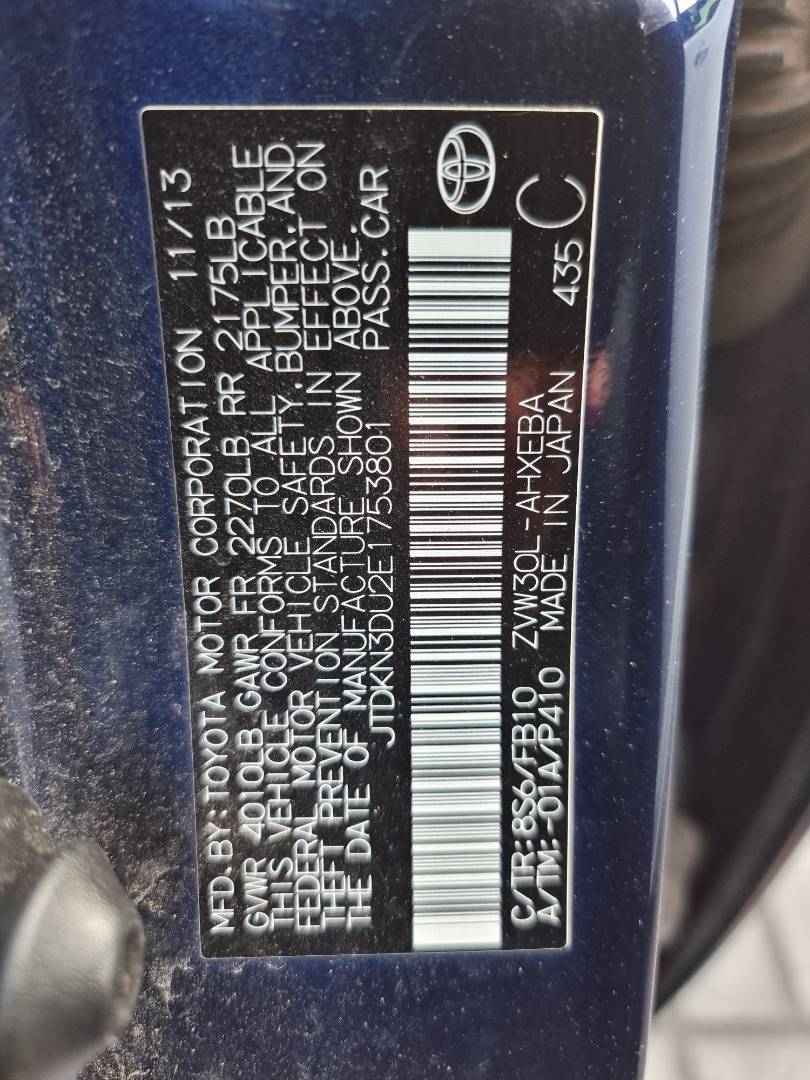 MFD.BY:TOYOTA MOTOR CORPORATION 11/13
GVWR 4010LB GAWR FR 2270LB RR 2175LB
THIS VEHICLE CONFORMS TO ALL APPLICABLE
FEDERAL MOTOR VEHICLE SAFETY,BUMPER,AND
THEFT PREVENTION STANDARDS IN EFFECT ON
THE DATE OF MANUFACTURE SHOWN ABOVE.
JTDKN3DU2E1753801 PASS.CAR
C/TR:8S6/FB10 ZVW30L-AHXEBA C
A/TM:-01A/P410 MADE IN JAPAN 435